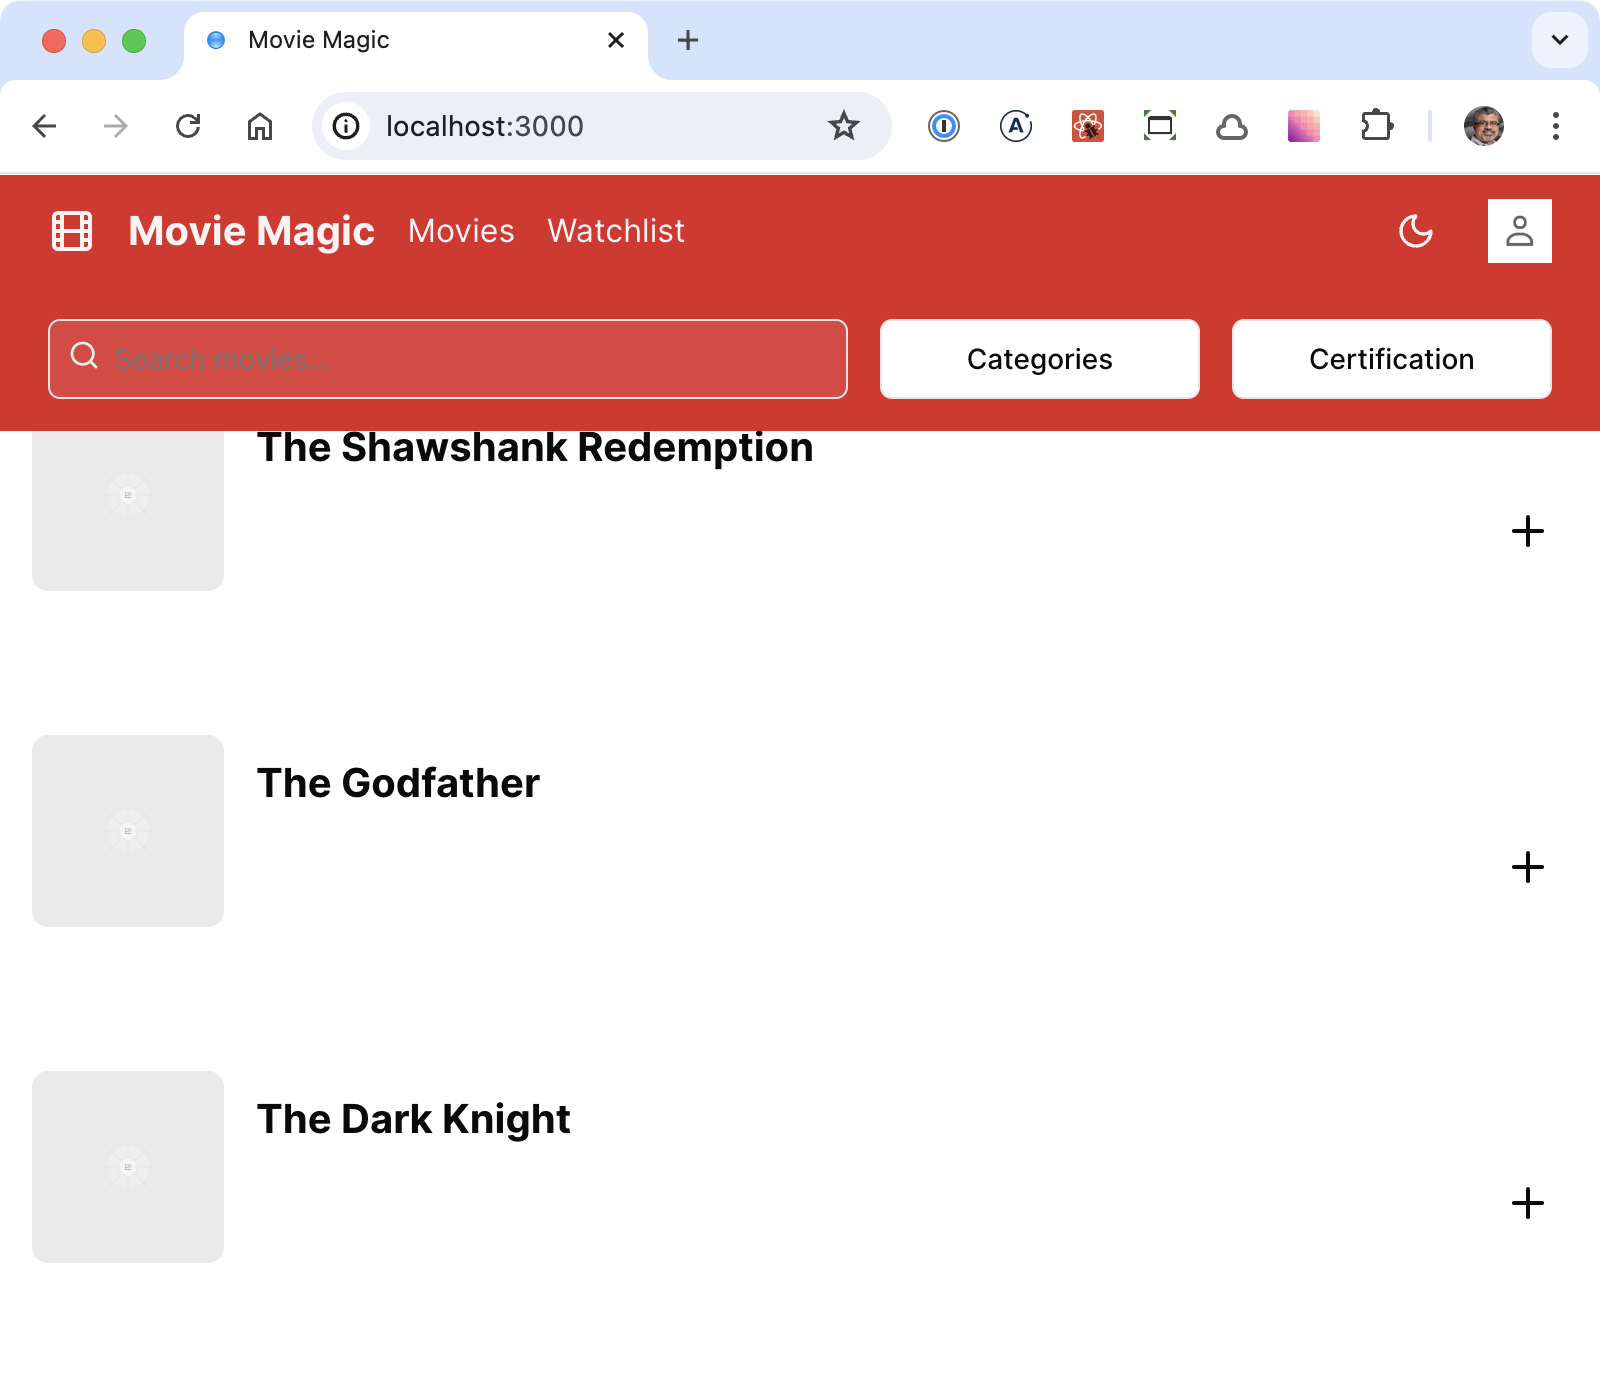 Movie Magic
localhost:3000
Movie Magic Movies Watchlist
Search movies... Categories Certification
The Shawshank Redemption
The Godfather
The Dark Knight